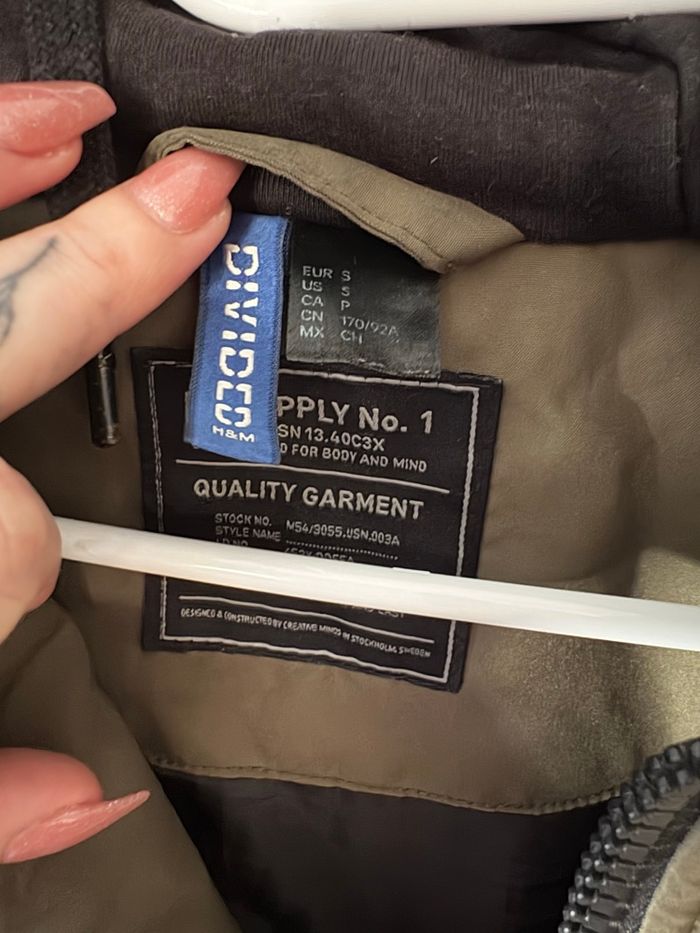 DIVIDED
H&M
EUR S
US S
CA P
CN 170/92A
MX CH
PPLY No. 1
SN 13.40C3X
D FOR BODY AND MIND
QUALITY GARMENT
STOCK NO. M54/3055.USN.003A
STYLE NAME
DESIGNED & CONSTRUCTED BY CREATIVE MINDS IN STOCKHOLM SWEDEN